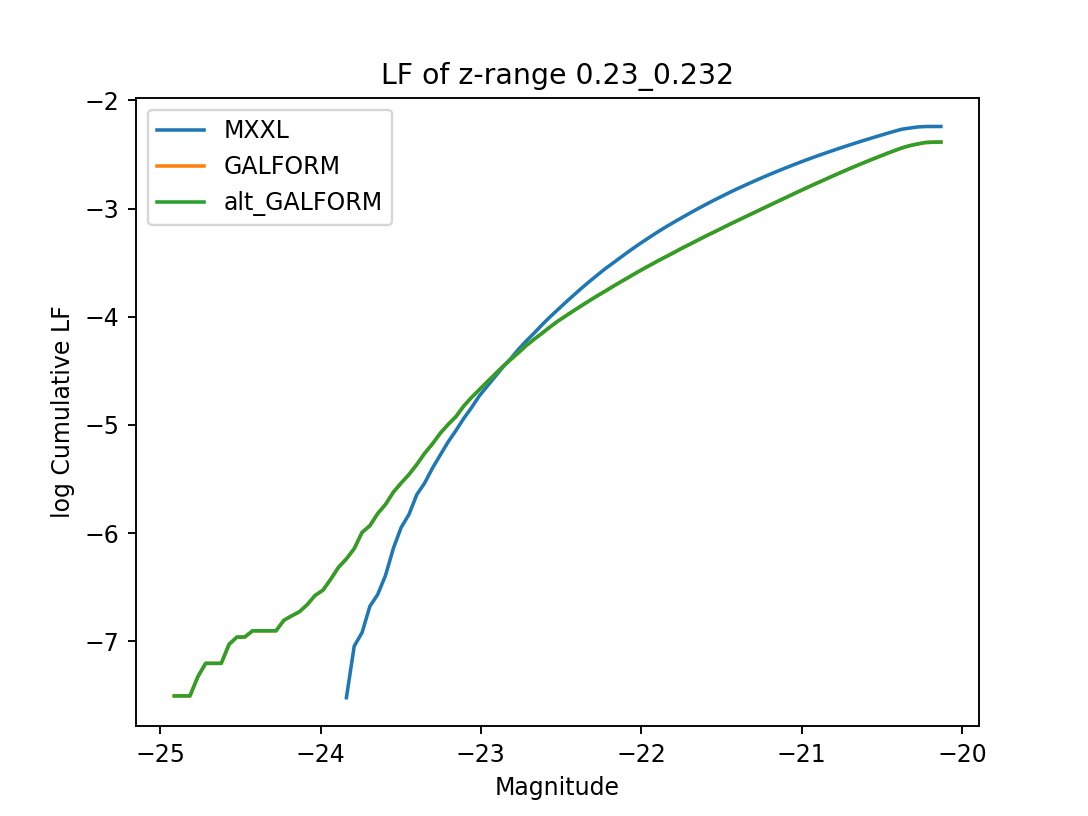 LF of z-range 0.23_0.232
−2
−3
−4
−5
−6
−7
log Cumulative LF
MXXL
GALFORM
alt_GALFORM
−25 −24 −23 −22 −21 −20
Magnitude